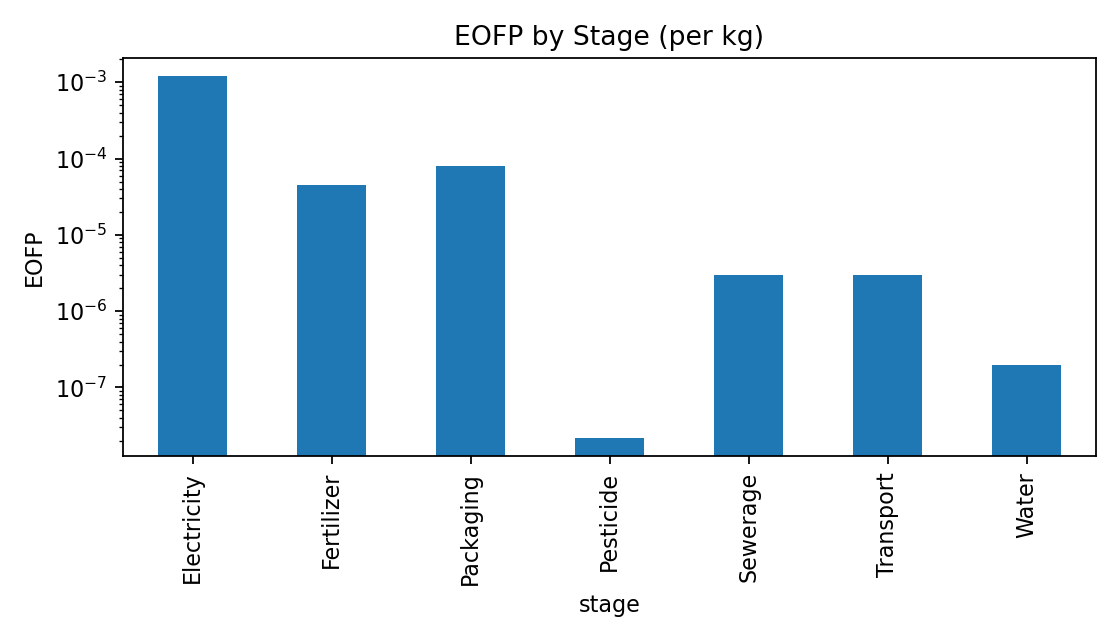 EOFP by Stage (per kg)
EOFP
10⁻³
10⁻⁴
10⁻⁵
10⁻⁶
10⁻⁷
Electricity
Fertilizer
Packaging
Pesticide
Sewerage
Transport
Water
stage